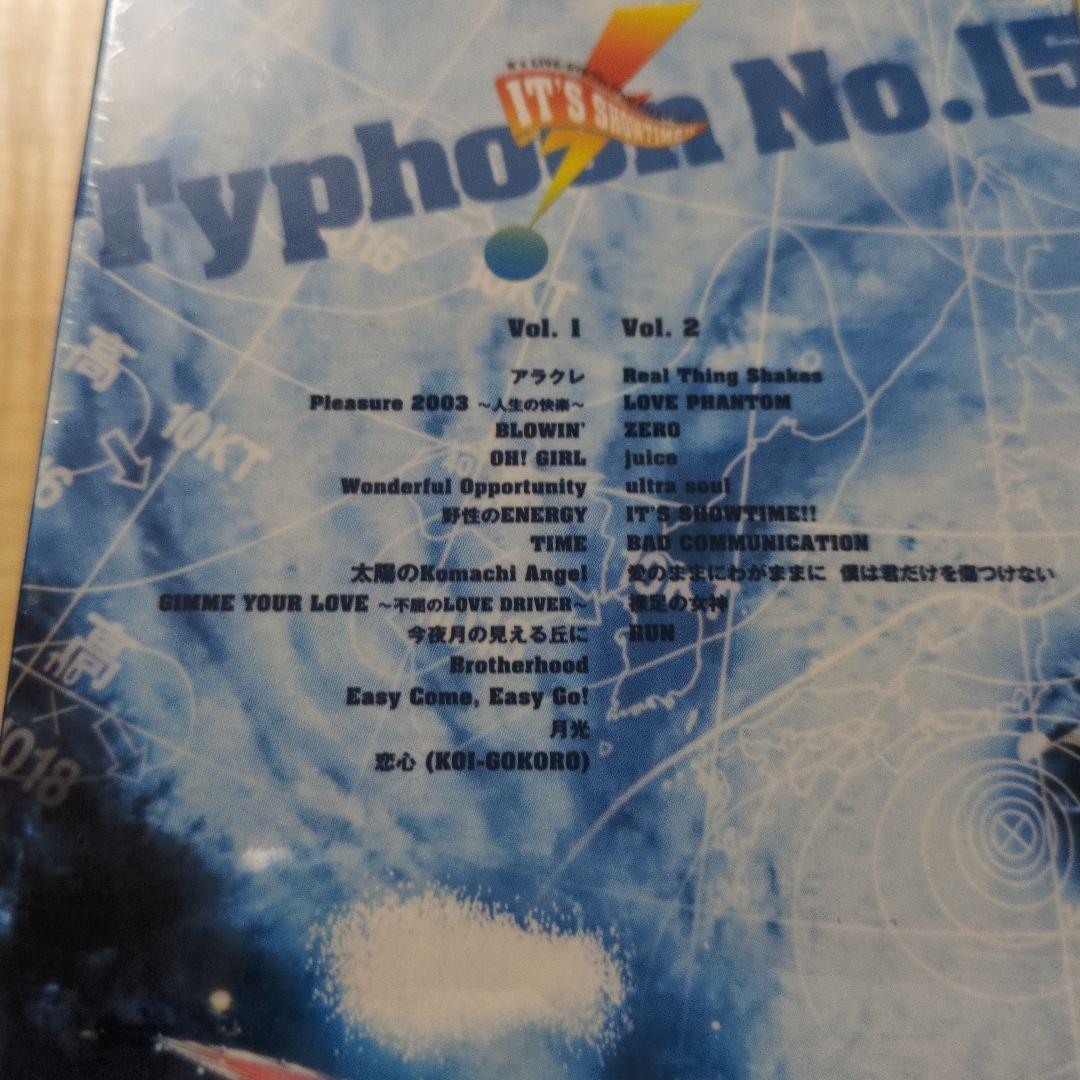 Typhoon No.15
B'z LIVE-GYM
IT'S SHOWTIME!!
1016
10KT
高
10KT
高
1018
Vol. 1
アラクレ
Pleasure 2003 ～人生の快楽～
BLOWIN'
OH! GIRL
Wonderful Opportunity
野性のENERGY
TIME
太陽のKomachi Angel
GIMME YOUR LOVE ～不屈のLOVE DRIVER～
今夜月の見える丘に
Brotherhood
Easy Come, Easy Go!
月光
恋心 (KOI-GOKORO)
Vol. 2
Real Thing Shakes
LOVE PHANTOM
ZERO
juice
ultra soul
IT'S SHOWTIME!!
BAD COMMUNICATION
愛のままにわがままに 僕は君だけを傷つけない
裸足の女神
RUN